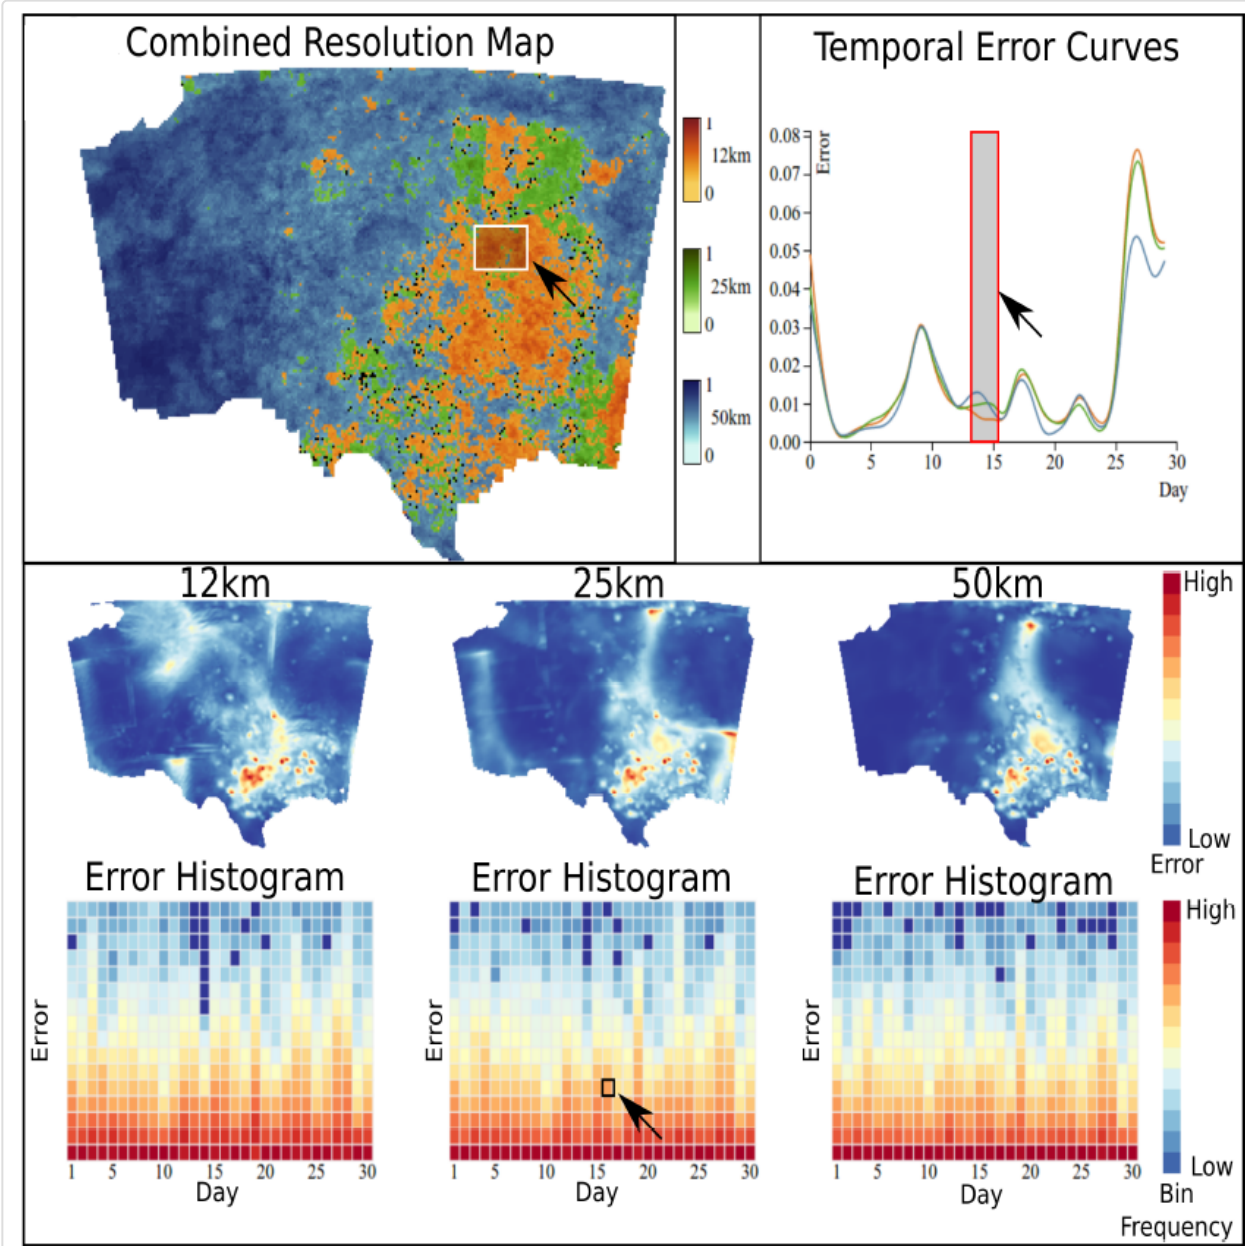 Combined Resolution Map
Temporal Error Curves
1
12km
0
1
25km
0
1
50km
0
Error
0.08
0.07
0.06
0.05
0.04
0.03
0.02
0.01
0.00
0 5 10 15 20 25 30
Day
12km
25km
50km
High
Low
Error
Error Histogram
Error Histogram
Error Histogram
Error
1 5 10 15 20 25 30
Day
Error
1 5 10 15 20 25 30
Day
Error
1 5 10 15 20 25 30
Day
High
Low
Bin
Frequency